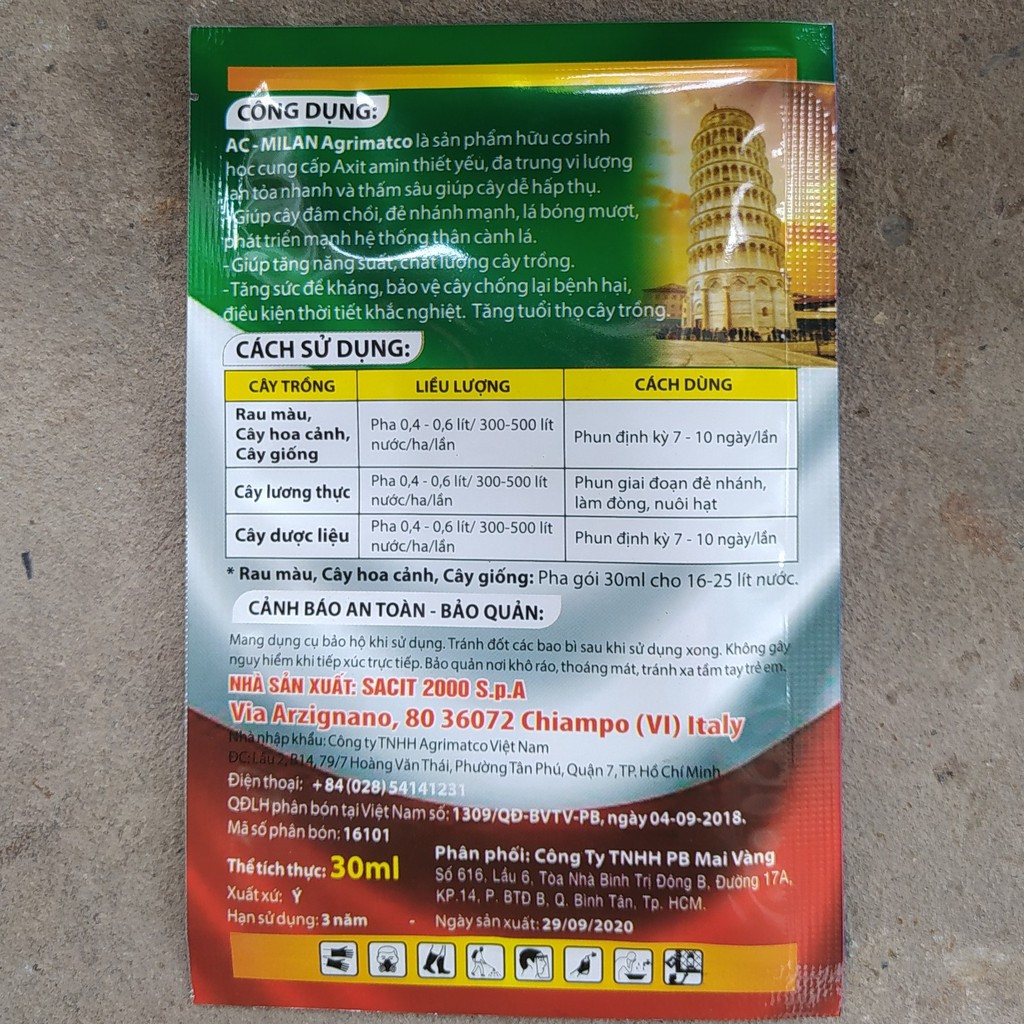 CÔNG DỤNG:
AC - MILAN Agrimatco là sản phẩm hữu cơ sinh
học cung cấp Axit amin thiết yếu, đa trung vi lượng
lan tỏa nhanh và thấm sâu giúp cây dễ hấp thụ.
-Giúp cây đâm chồi, đẻ nhánh mạnh, lá bóng mượt,
phát triển mạnh hệ thống thân cành lá.
-Giúp tăng năng suất, chất lượng cây trồng.
-Tăng sức đề kháng, bảo vệ cây chống lại bệnh hại,
điều kiện thời tiết khắc nghiệt. Tăng tuổi thọ cây trồng.
CÁCH SỬ DỤNG:
CÂY TRỒNG LIỀU LƯỢNG CÁCH DÙNG
Rau màu,
Cây hoa cảnh,
Cây giống
Pha 0,4 - 0,6 lít/ 300-500 lít
nước/ha/lần
Phun định kỳ 7 - 10 ngày/lần
Cây lương thực
Pha 0,4 - 0,6 lít/ 300-500 lít
nước/ha/lần
Phun giai đoạn đẻ nhánh,
làm đòng, nuôi hạt
Cây dược liệu
Pha 0,4 - 0,6 lít/ 300-500 lít
nước/ha/lần
Phun định kỳ 7 - 10 ngày/lần
* Rau màu, Cây hoa cảnh, Cây giống: Pha gói 30ml cho 16-25 lít nước.
CẢNH BÁO AN TOÀN - BẢO QUẢN:
Mang dụng cụ bảo hộ khi sử dụng. Tránh đốt các bao bì sau khi sử dụng xong. Không gây
nguy hiểm khi tiếp xúc trực tiếp. Bảo quản nơi khô ráo, thoáng mát, tránh xa tầm tay trẻ em.
NHÀ SẢN XUẤT: SACIT 2000 S.p.A
Via Arzignano, 80 36072 Chiampo (VI) Italy
Nhà nhập khẩu: Công ty TNHH Agrimatco Việt Nam
ĐC: Lầu 2, R14, 79/7 Hoàng Văn Thái, Phường Tân Phú, Quận 7, TP. Hồ Chí Minh
Điện thoại: +84 (028) 54141231
QĐLH phân bón tại Việt Nam số: 1309/QĐ-BVTV-PB, ngày 04-09-2018.
Mã số phân bón: 16101
Thể tích thực: 30ml
Xuất xứ: Ý
Hạn sử dụng: 3 năm
Phân phối: Công Ty TNHH PB Mai Vàng
Số 616, Lầu 6, Tòa Nhà Bình Trị Đông B, Đường 17A,
KP.14, P. BTĐ B, Q. Bình Tân, Tp. HCM.
- Ngày sản xuất: 29/09/2020